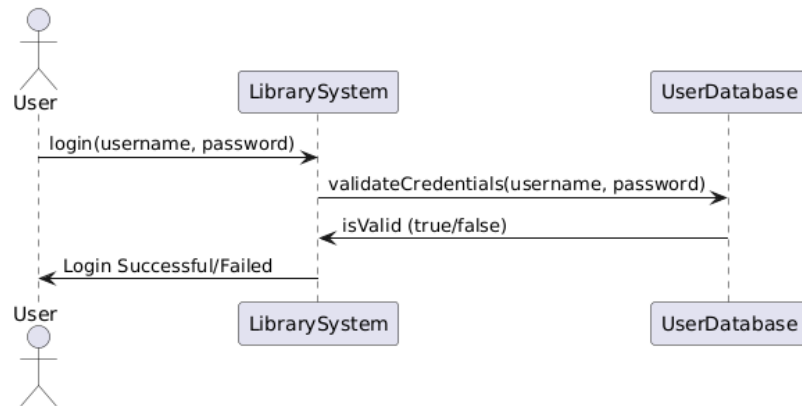 User
LibrarySystem
UserDatabase
login(username, password)
validateCredentials(username, password)
isValid (true/false)
Login Successful/Failed
User
LibrarySystem
UserDatabase